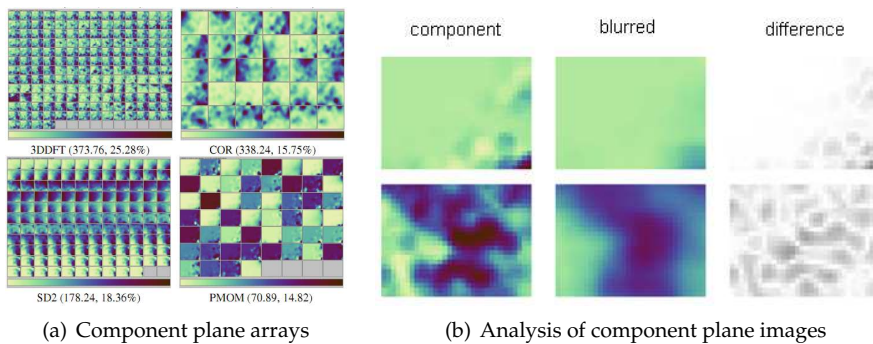 component blurred difference
3DDFT (373.76, 25.28%) COR (338.24, 15.75%)
SD2 (178.24, 18.36%) PMOM (70.89, 14.82)
(a) Component plane arrays (b) Analysis of component plane images